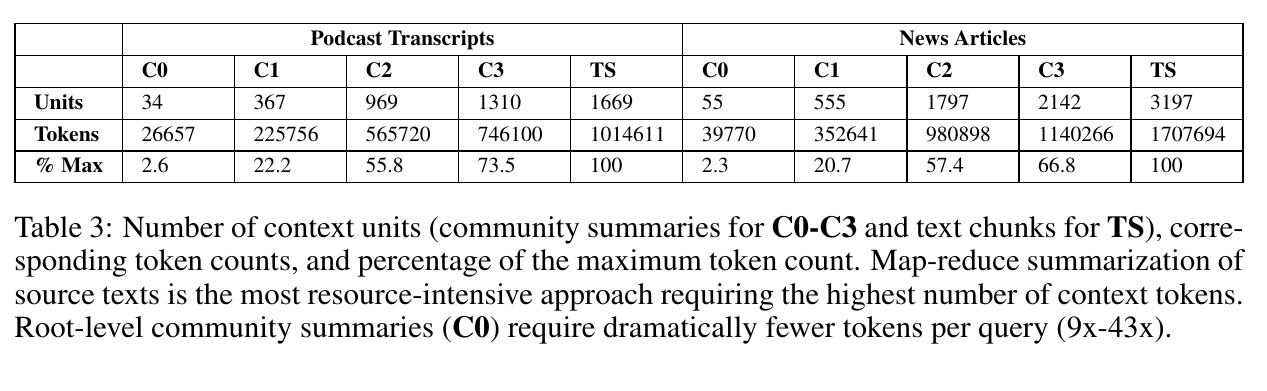 Podcast Transcripts News Articles
C0 C1 C2 C3 TS C0 C1 C2 C3 TS
Units 34 367 969 1310 1669 55 555 1797 2142 3197
Tokens 26657 225756 565720 746100 1014611 39770 352641 980898 1140266 1707694
% Max 2.6 22.2 55.8 73.5 100 2.3 20.7 57.4 66.8 100
Table 3: Number of context units (community summaries for C0-C3 and text chunks for TS), corre-
sponding token counts, and percentage of the maximum token count. Map-reduce summarization of
source texts is the most resource-intensive approach requiring the highest number of context tokens.
Root-level community summaries (C0) require dramatically fewer tokens per query (9x-43x).